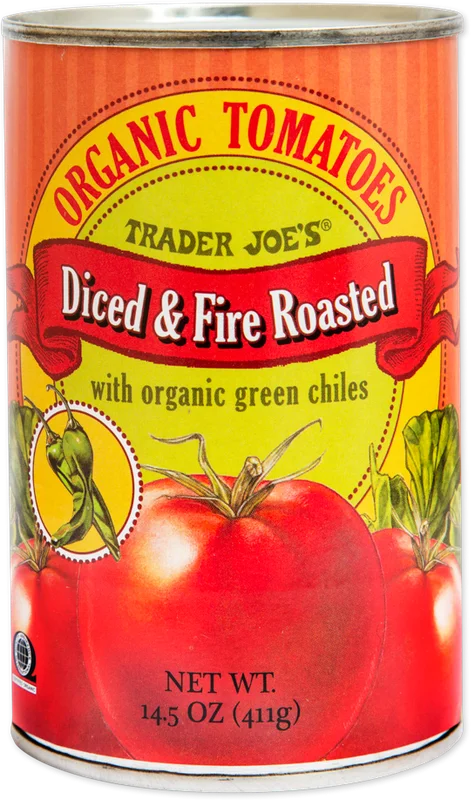 ORGANIC TOMATOES
TRADER JOE'S®
Diced & Fire Roasted
with organic green chiles
NET WT.
14.5 OZ (411g)